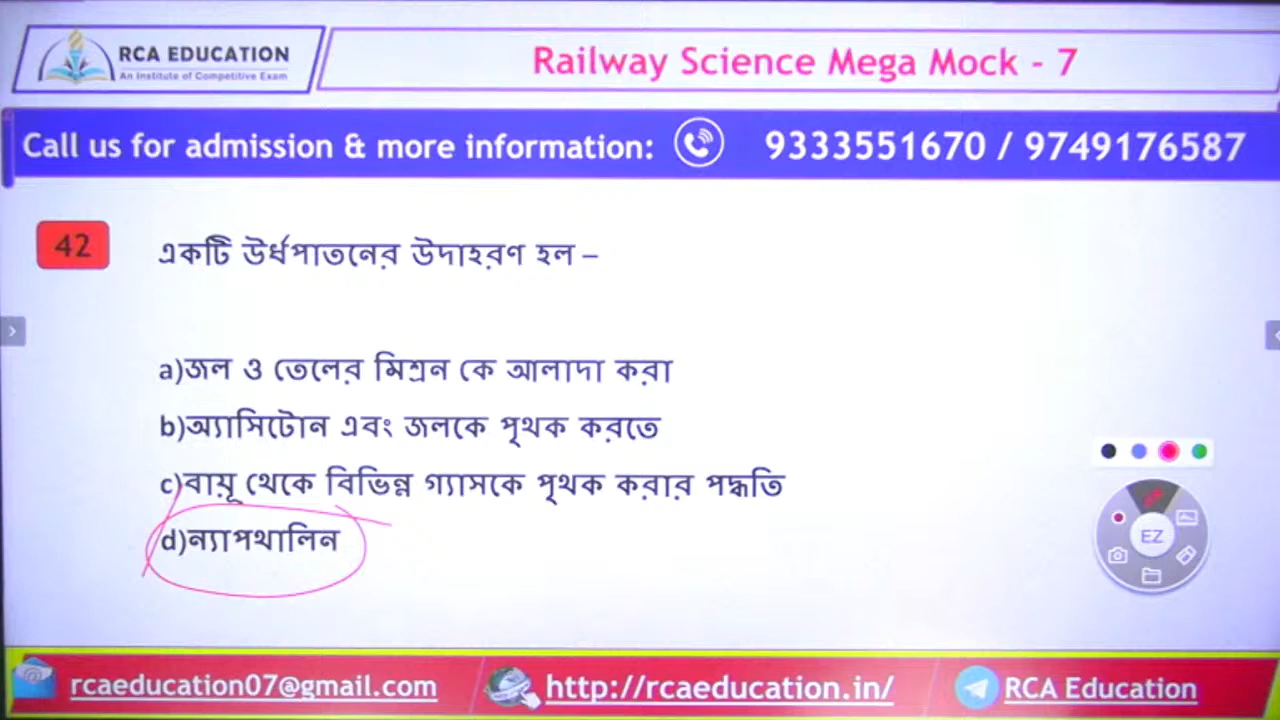 RCA EDUCATION
An Institute of Competitive Exam
Railway Science Mega Mock - 7
Call us for admission & more information: 9333551670 / 9749176587
42
একটি উর্ধপাতনের উদাহরণ হল –
a)জল ও তেলের মিশ্রন কে আলাদা করা
b)অ্যাসিটোন এবং জলকে পৃথক করতে
c)বায়ূ থেকে বিভিন্ন গ্যাসকে পৃথক করার পদ্ধতি
d)ন্যাপথালিন
EZ
rcaeducation07@gmail.com http://rcaeducation.in/ RCA Education